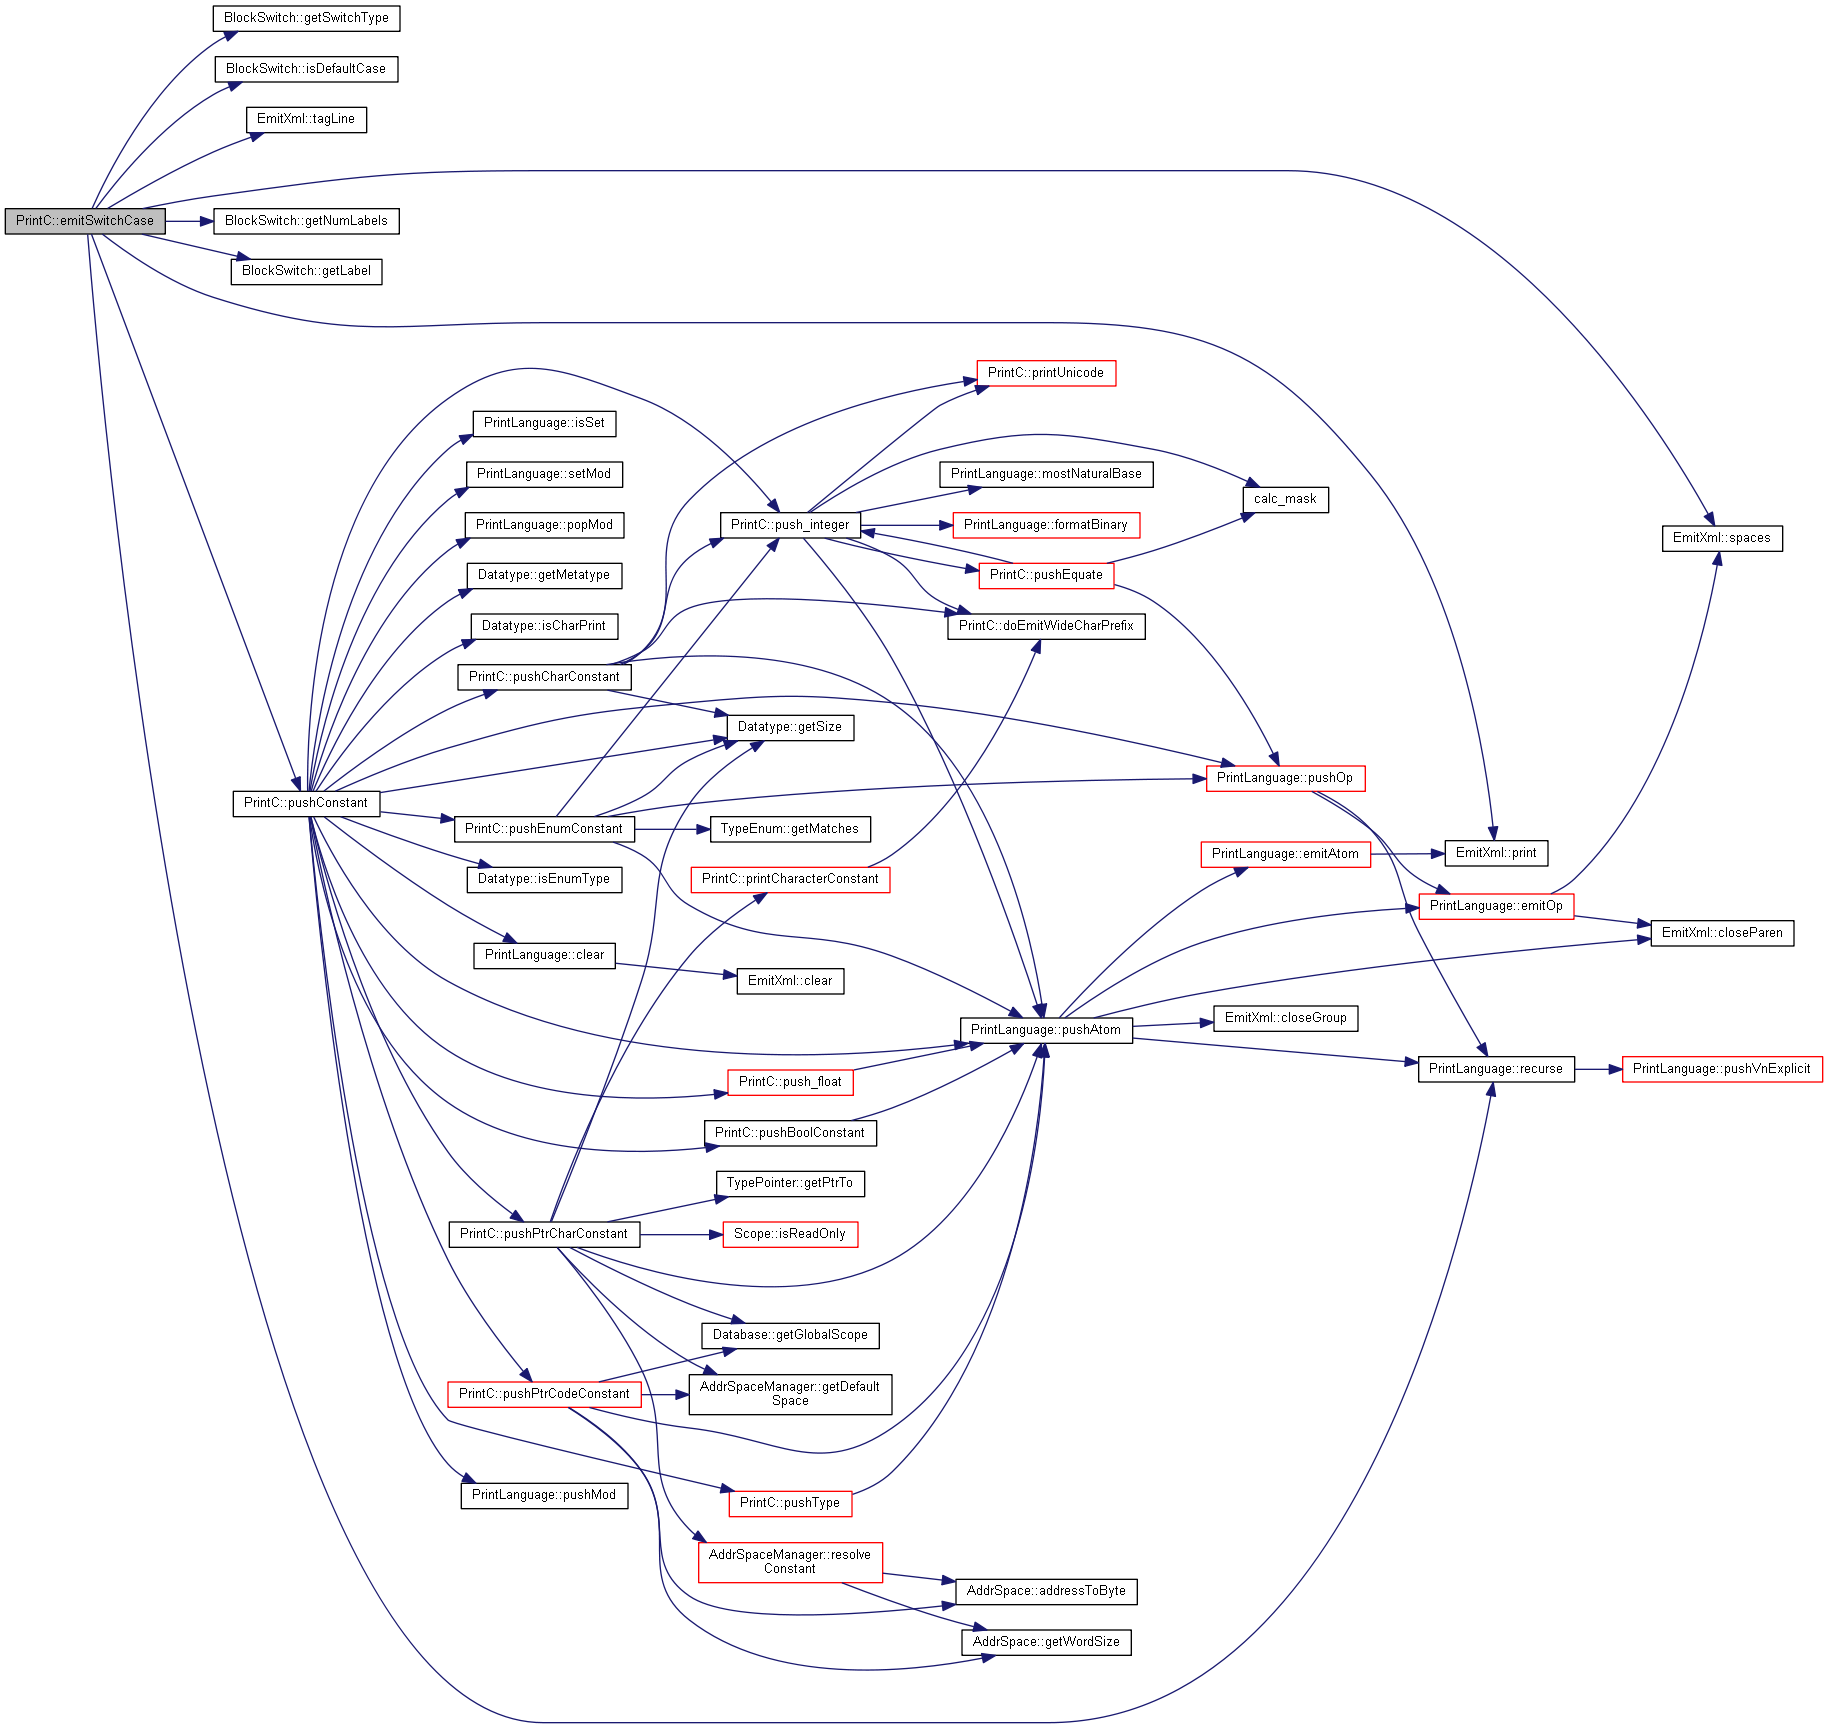 BlockSwitch::getSwitchType
BlockSwitch::isDefaultCase
EmitXml::tagLine
PrintC::emitSwitchCase
BlockSwitch::getNumLabels
BlockSwitch::getLabel
PrintC::printUnicode
PrintLanguage::isSet
PrintLanguage::setMod
PrintLanguage::mostNaturalBase
calc_mask
PrintLanguage::popMod
PrintC::push_integer
PrintLanguage::formatBinary
EmitXml::spaces
Datatype::getMetatype
PrintC::pushEquate
Datatype::isCharPrint
PrintC::doEmitWideCharPrefix
PrintC::pushCharConstant
Datatype::getSize
PrintLanguage::pushOp
PrintC::pushConstant
PrintC::pushEnumConstant
TypeEnum::getMatches
PrintLanguage::emitAtom
EmitXml::print
Datatype::isEnumType
PrintC::printCharacterConstant
PrintLanguage::emitOp
EmitXml::closeParen
PrintLanguage::clear
EmitXml::clear
EmitXml::closeGroup
PrintLanguage::pushAtom
PrintLanguage::recurse
PrintLanguage::pushVnExplicit
PrintC::push_float
PrintC::pushBoolConstant
TypePointer::getPtrTo
PrintC::pushPtrCharConstant
Scope::isReadOnly
Database::getGlobalScope
PrintC::pushPtrCodeConstant
AddrSpaceManager::getDefault
Space
PrintLanguage::pushMod
PrintC::pushType
AddrSpaceManager::resolve
Constant
AddrSpace::addressToByte
AddrSpace::getWordSize